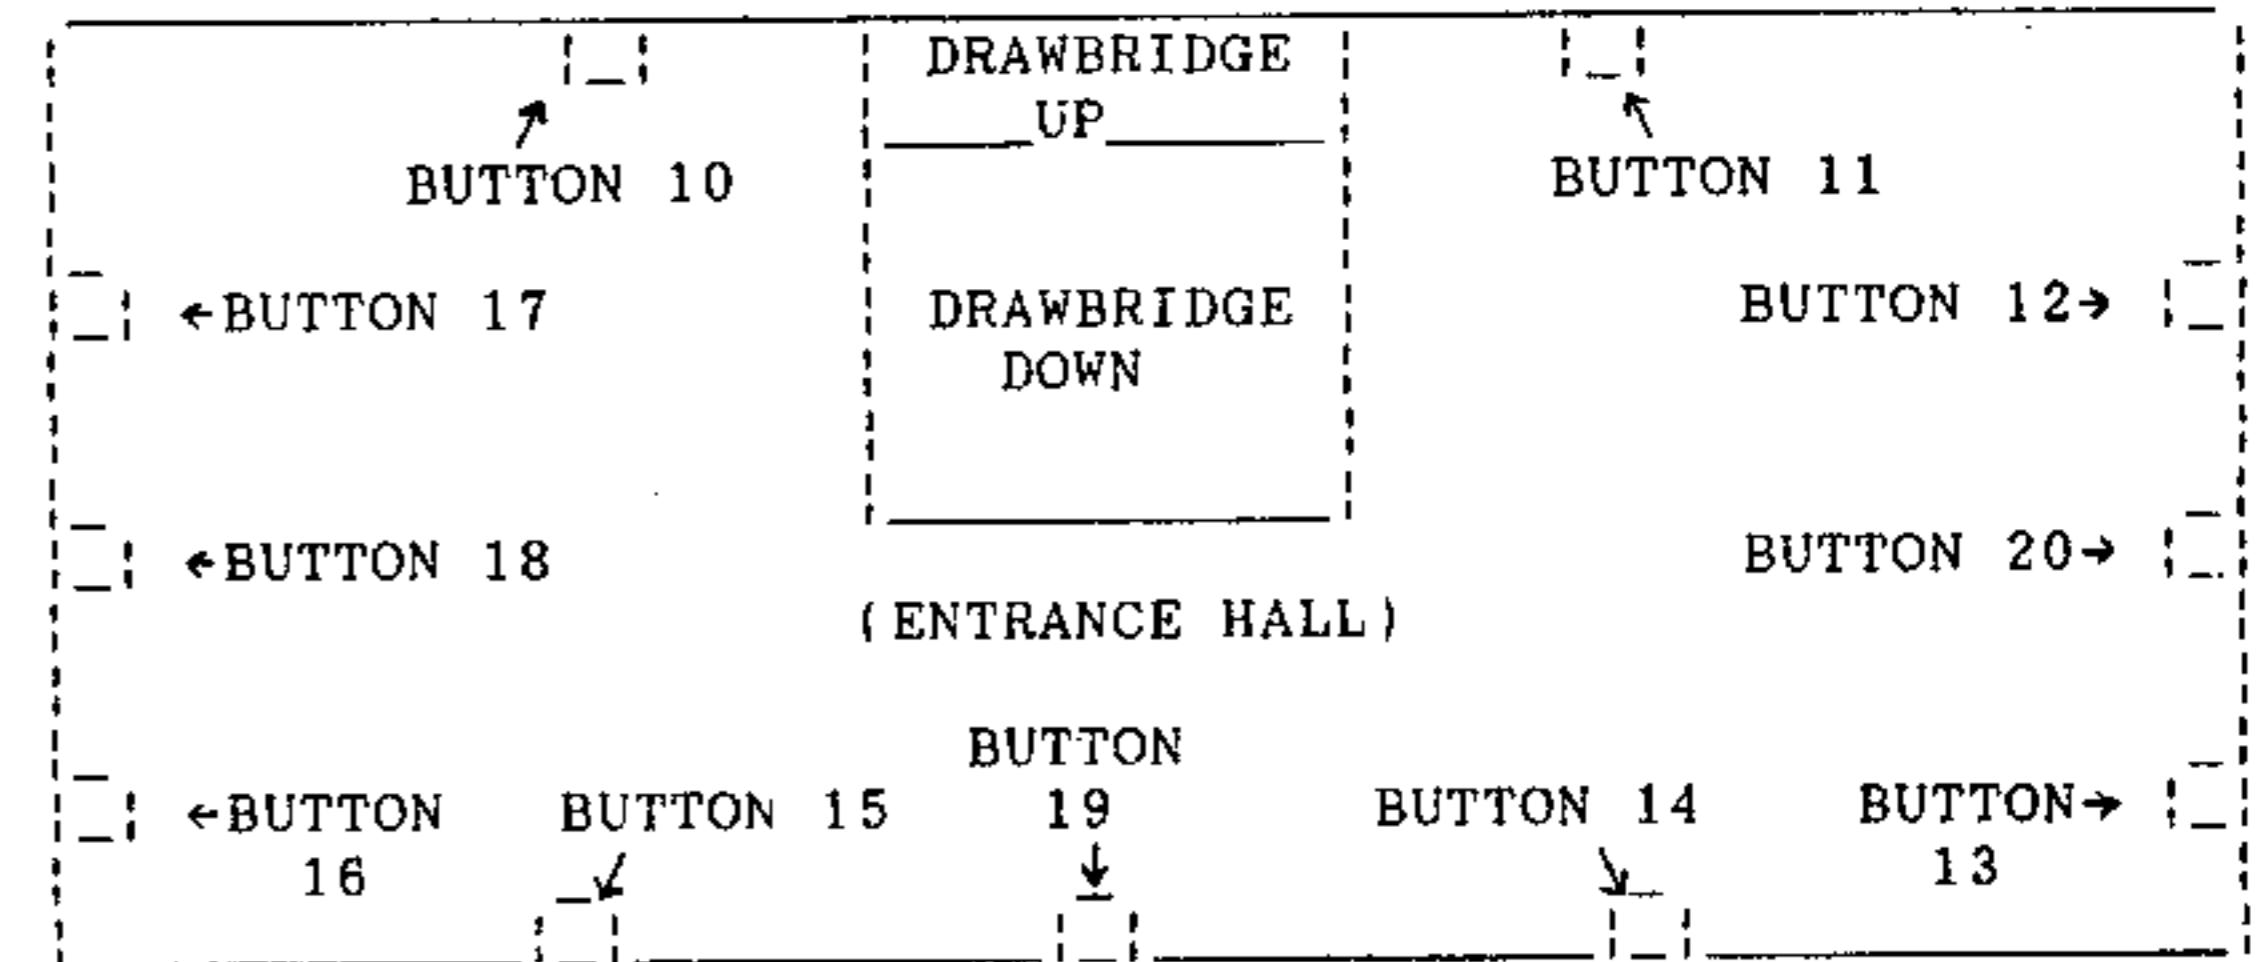 DRAWBRIDGE
UP
BUTTON 10
BUTTON 11
←BUTTON 17
DRAWBRIDGE
DOWN
BUTTON 12→
←BUTTON 18
BUTTON 20→
(ENTRANCE HALL)
←BUTTON
16
BUTTON 15
BUTTON
19
BUTTON 14
BUTTON→
13